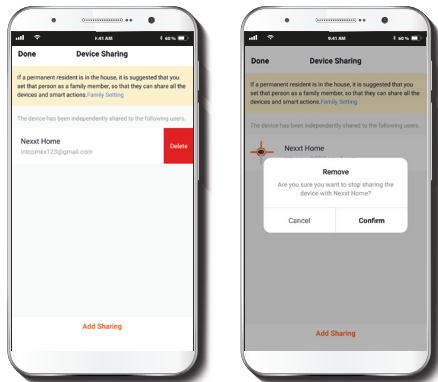 9:41 AM
60 %
Done
Device Sharing
If a permanent resident is in the house, it is suggested that you
set that person as a family member, so that they can share all the
devices and smart actions.Family Setting
The device has been independently shared to the following users.
Nexxt Home
intcomex123@gmail.com
Delete
Add Sharing
9:41 AM
60 %
Done
Device Sharing
If a permanent resident is in the house, it is suggested that you
set that person as a family member, so that they can share all the
devices and smart actions.Family Setting
The device has been independently shared to the following users.
Nexxt Home
Remove
Are you sure you want to stop sharing the
device with Nexxt Home?
Cancel
Confirm
Add Sharing